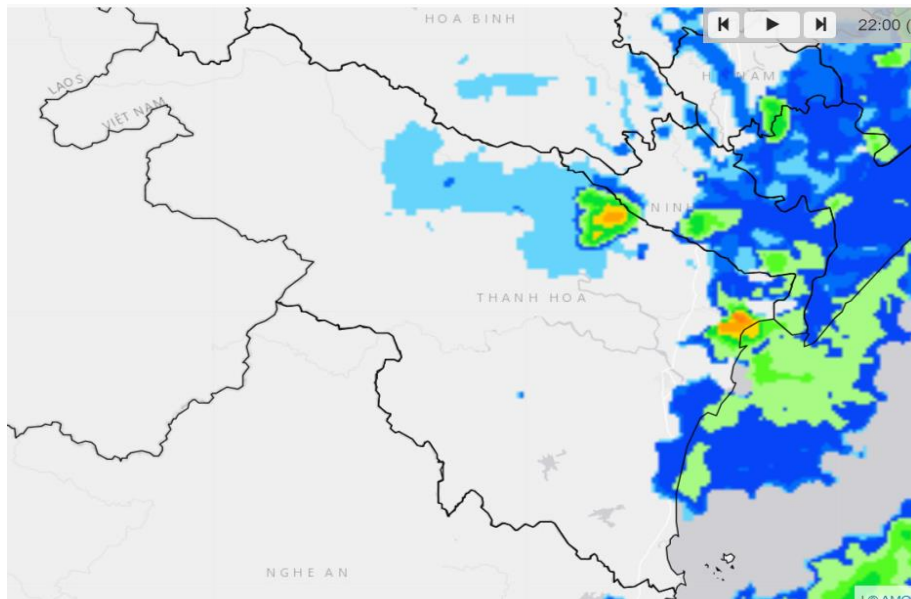 HOA BINH
22:00 (
LAOS
VIỆT NAM
NINH
THANH HOA
NGHE AN